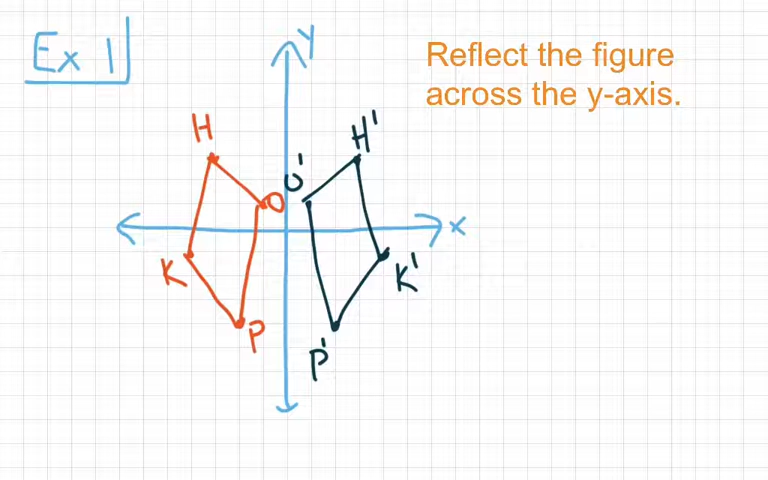 Ex 1
Reflect the figure
across the y-axis.
y
H
H'
O
O'
x
K
K'
P
P'